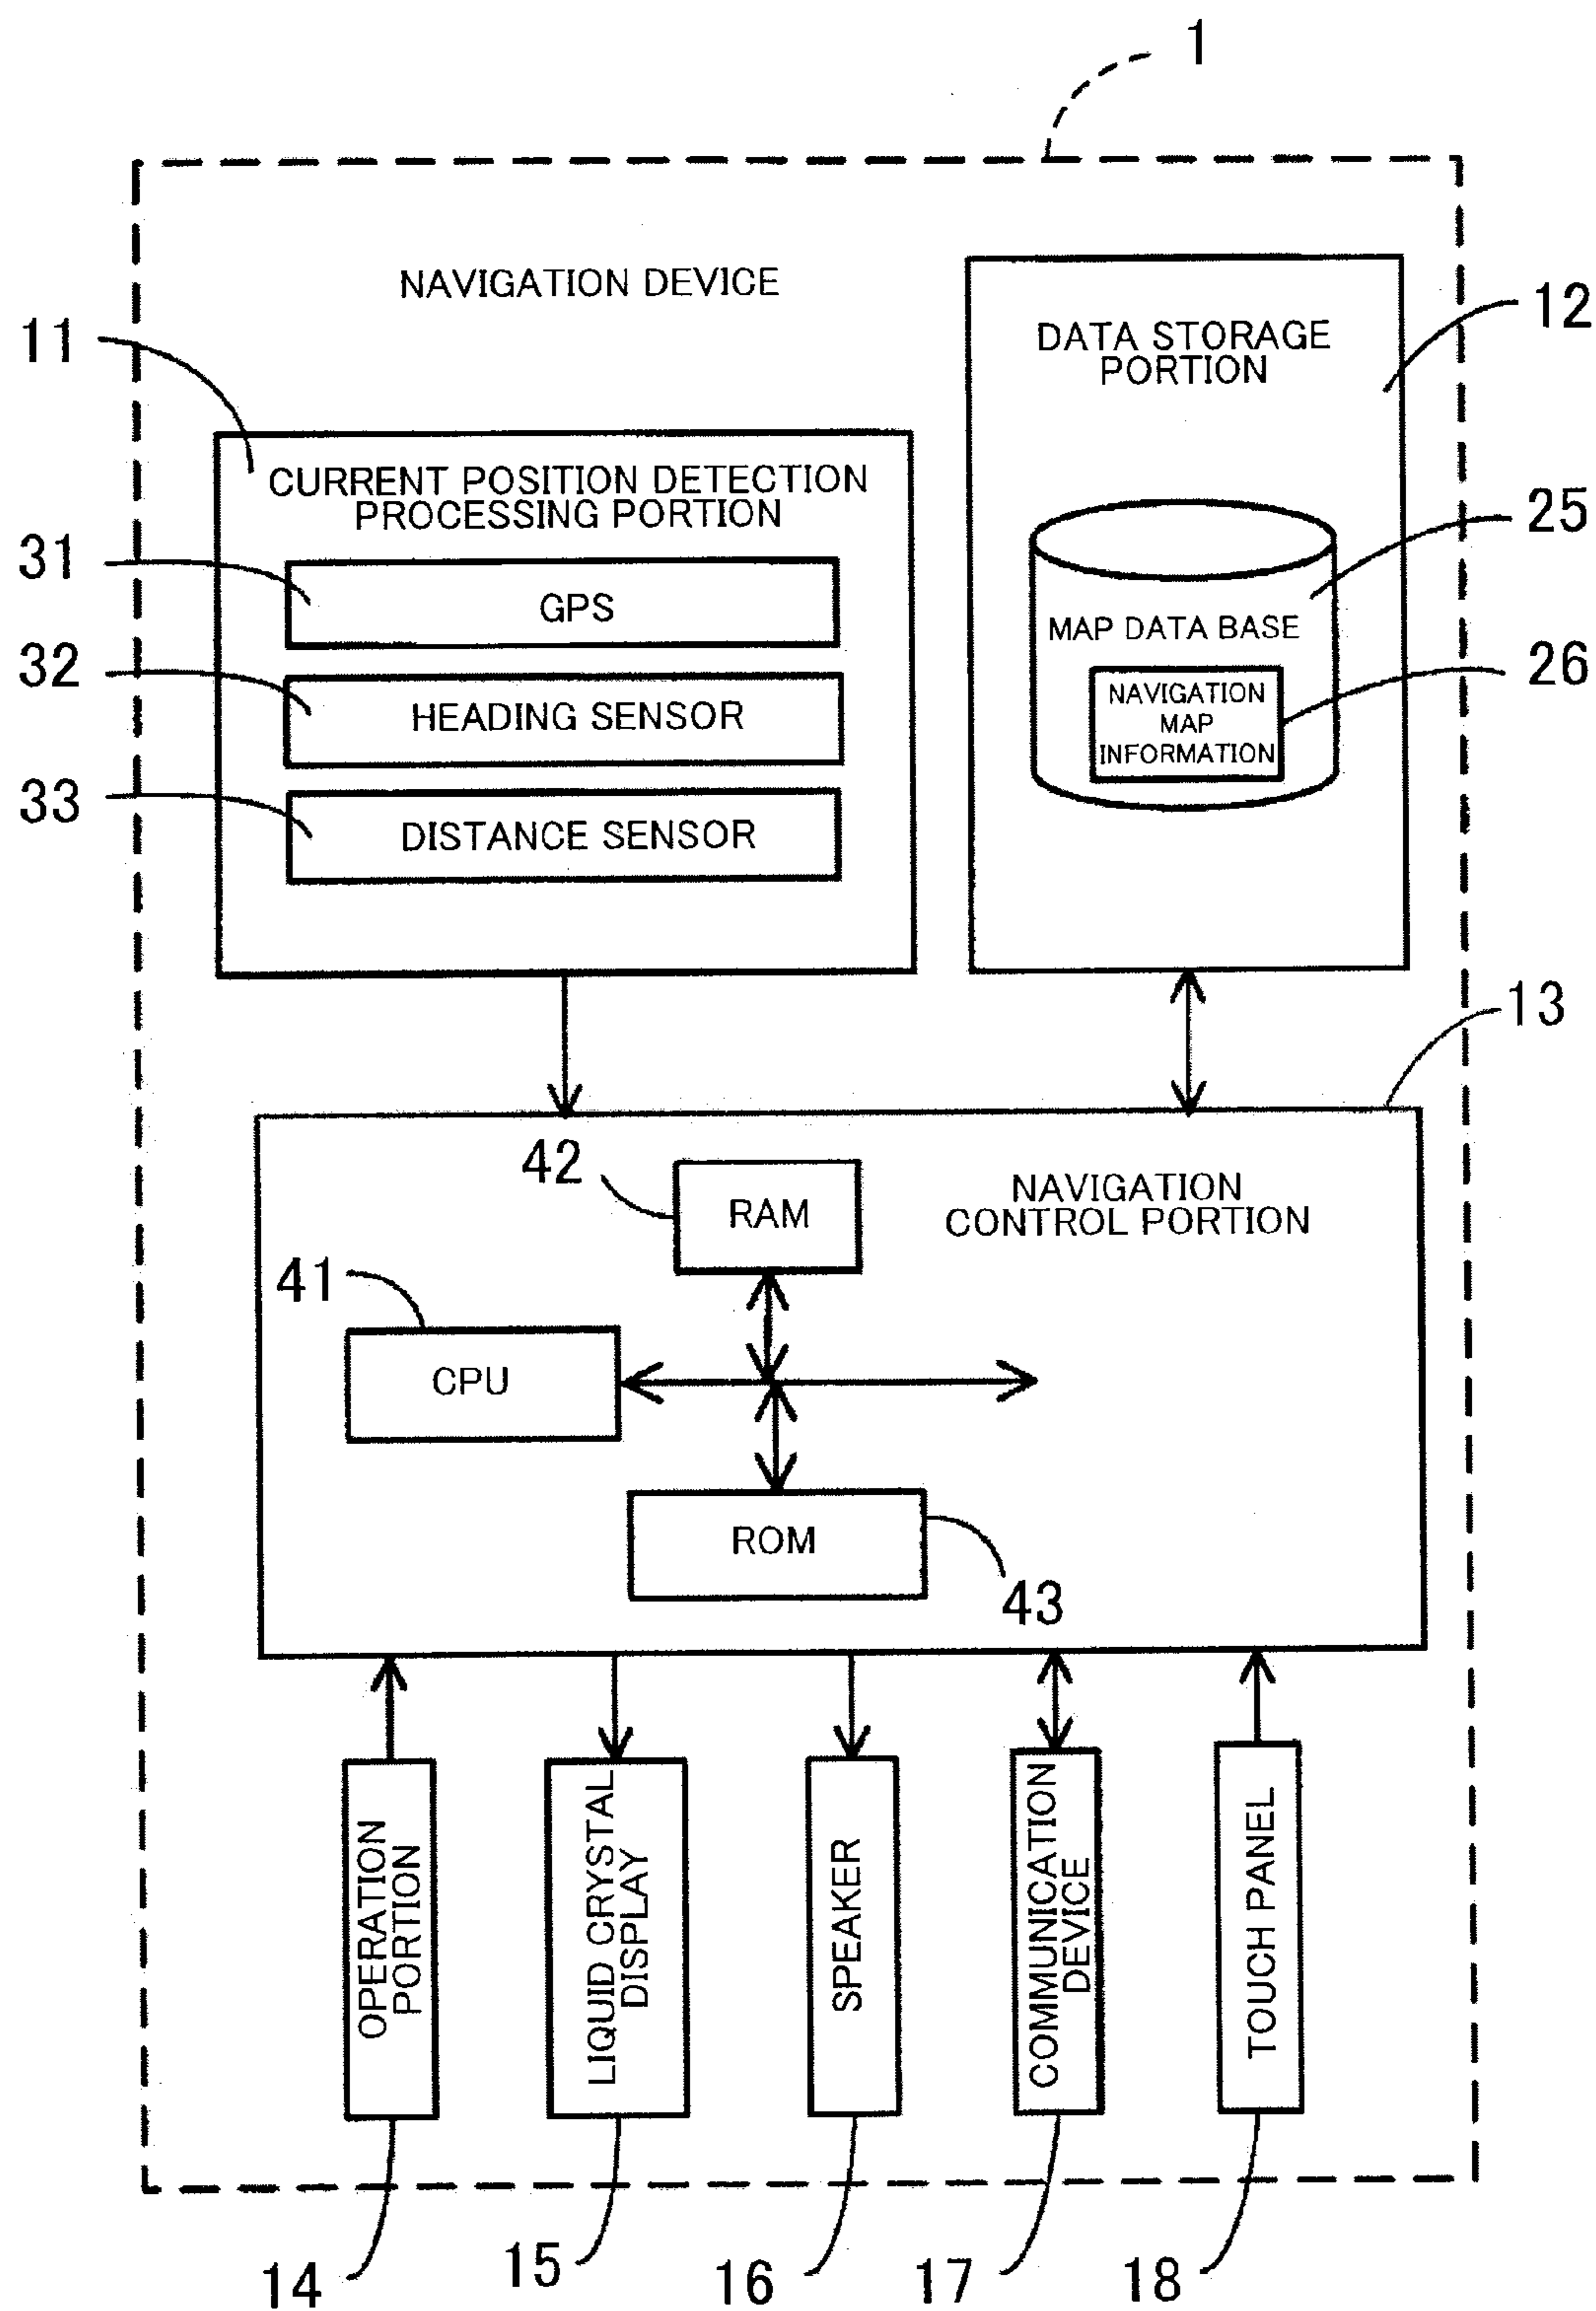 1
NAVIGATION DEVICE
11
CURRENT POSITION DETECTION
PROCESSING PORTION
31
GPS
32
HEADING SENSOR
33
DISTANCE SENSOR
DATA STORAGE
PORTION
12
25
MAP DATA BASE
26
NAVIGATION
MAP
INFORMATION
13
NAVIGATION
CONTROL PORTION
42
RAM
41
CPU
ROM
43
OPERATION
PORTION
LIQUID CRYSTAL
DISPLAY
SPEAKER
COMMUNICATION
DEVICE
TOUCH PANEL
14
15
16
17
18